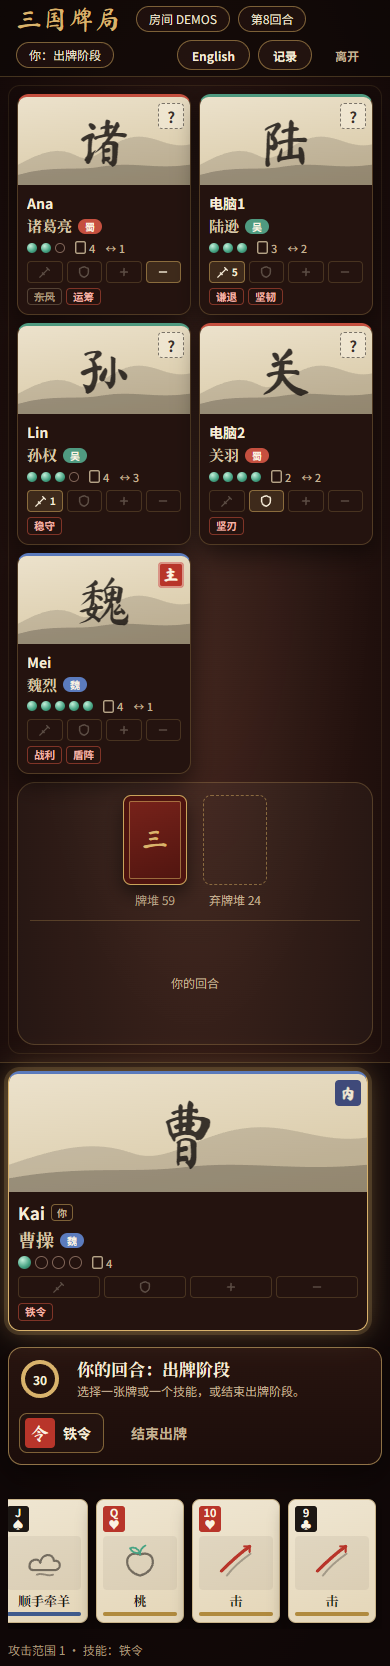 三国牌局 房间 DEMOS 第8回合
你：出牌阶段 English 记录 离开
诸 ?
Ana
诸葛亮 蜀
4 ↔1
东风 运筹
陆 ?
电脑1
陆逊 吴
3 ↔2
5
谦退 坚韧
孙 ?
Lin
孙权 吴
4 ↔3
1
稳守
关 ?
电脑2
关羽 蜀
2 ↔2
坚刃
魏 主
Mei
魏烈 魏
4 ↔1
战利 盾阵
三
牌堆 59 弃牌堆 24
你的回合
曹 内
Kai 你
曹操 魏
4
铁令
30 你的回合：出牌阶段
选择一张牌或一个技能，或结束出牌阶段。
令 铁令 结束出牌
J♠ 顺手牵羊
Q♥ 桃
10♥ 击
9♣ 击
攻击范围 1 · 技能：铁令